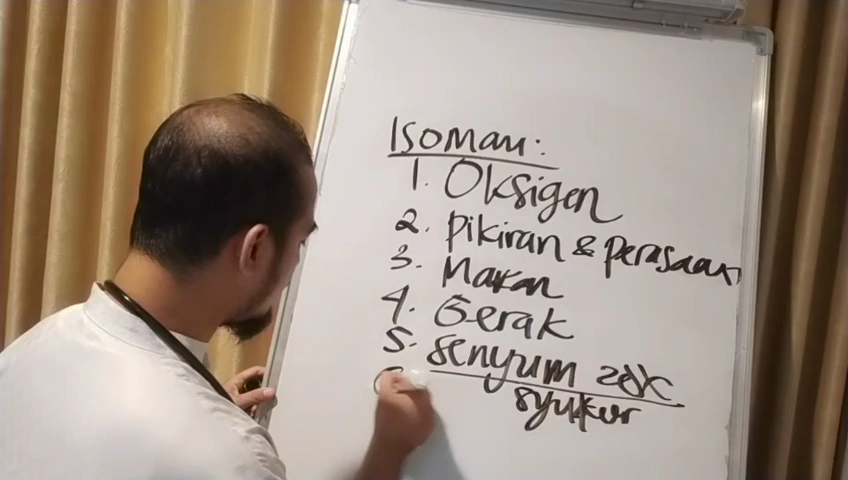 Isoman:
1. Oksigen
2. Pikiran & perasaan
3. Makan
4. Gerak
5. Senyum
syukur